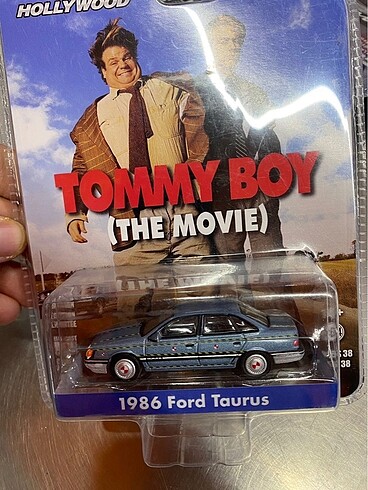 HOLLYWOOD
TOMMY BOY
(THE MOVIE)
1986 Ford Taurus